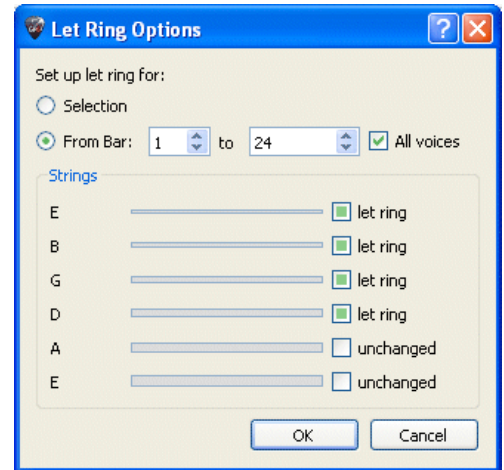 Let Ring Options
Set up let ring for:
Selection
From Bar: 1 to 24 All voices
Strings
E let ring
B let ring
G let ring
D let ring
A unchanged
E unchanged
OK Cancel